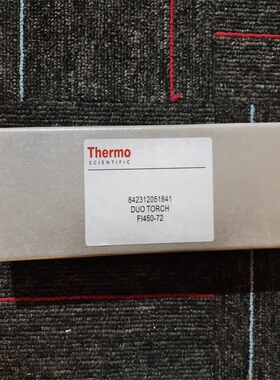 Thermo
SCIENTIFIC
842312051841
DUO TORCH
FI450-72